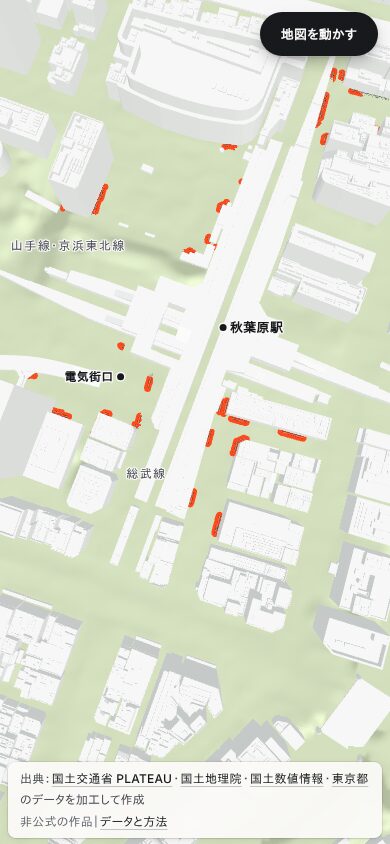 地図を動かす
山手線・京浜東北線
秋葉原駅
電気街口
総武線
出典：国土交通省 PLATEAU・国土地理院・国土数値情報・東京都
のデータを加工して作成
非公式の作品|データと方法